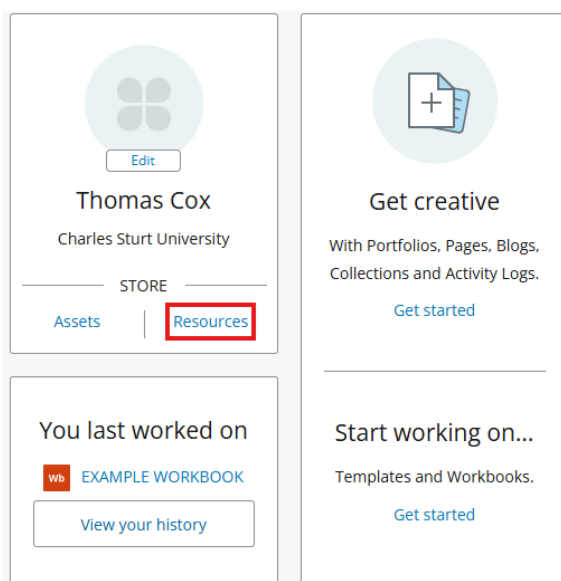 Edit
Thomas Cox
Charles Sturt University
STORE
Assets
Resources
You last worked on
Wb EXAMPLE WORKBOOK
View your history
Get creative
With Portfolios, Pages, Blogs,
Collections and Activity Logs.
Get started
Start working on...
Templates and Workbooks.
Get started